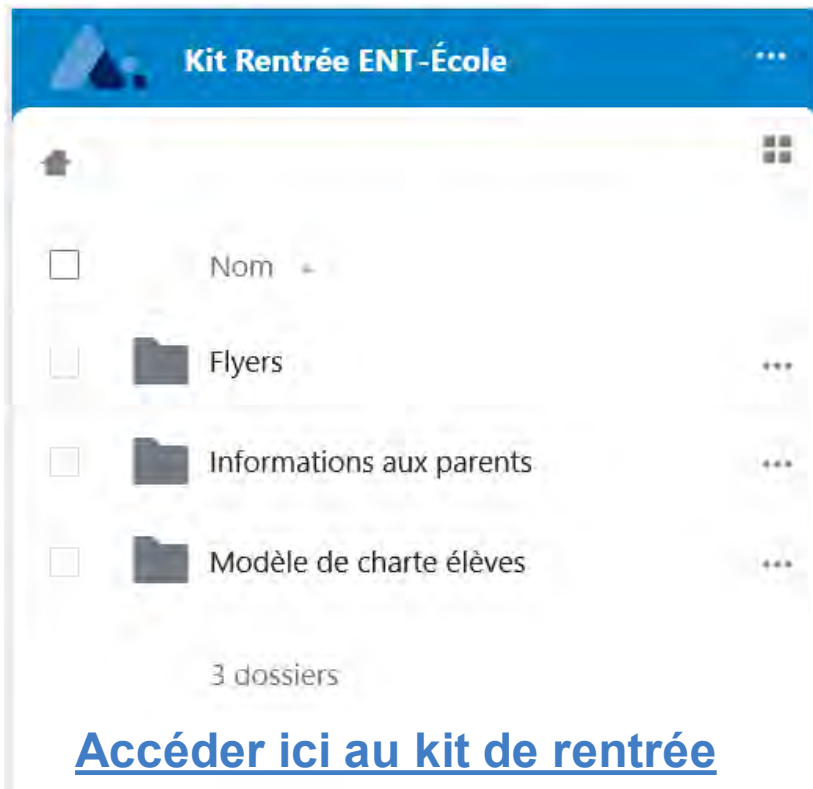 Kit Rentrée ENT-École
Nom
Flyers
Informations aux parents
Modèle de charte élèves
3 dossiers
Accéder ici au kit de rentrée